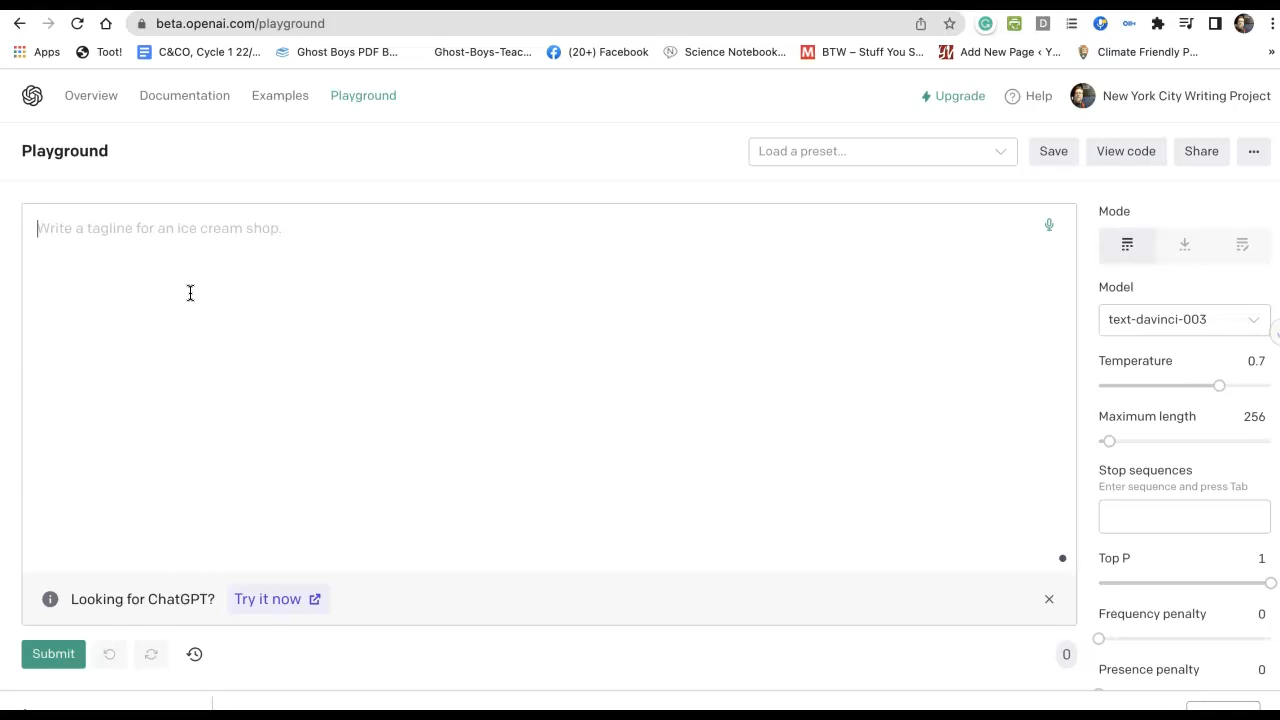 beta.openai.com/playground
Apps Toot! C&CO, Cycle 1 22/... Ghost Boys PDF B... Ghost-Boys-Teac... (20+) Facebook Science Notebook... BTW – Stuff You S... Add New Page ‹ Y... Climate Friendly P... »
Overview Documentation Examples Playground Upgrade Help New York City Writing Project
Playground Load a preset... Save View code Share ...
Write a tagline for an ice cream shop.
Mode
Model
text-davinci-003
Temperature 0.7
Maximum length 256
Stop sequences
Enter sequence and press Tab
Top P 1
Looking for ChatGPT? Try it now
Frequency penalty 0
Submit 0
Presence penalty 0